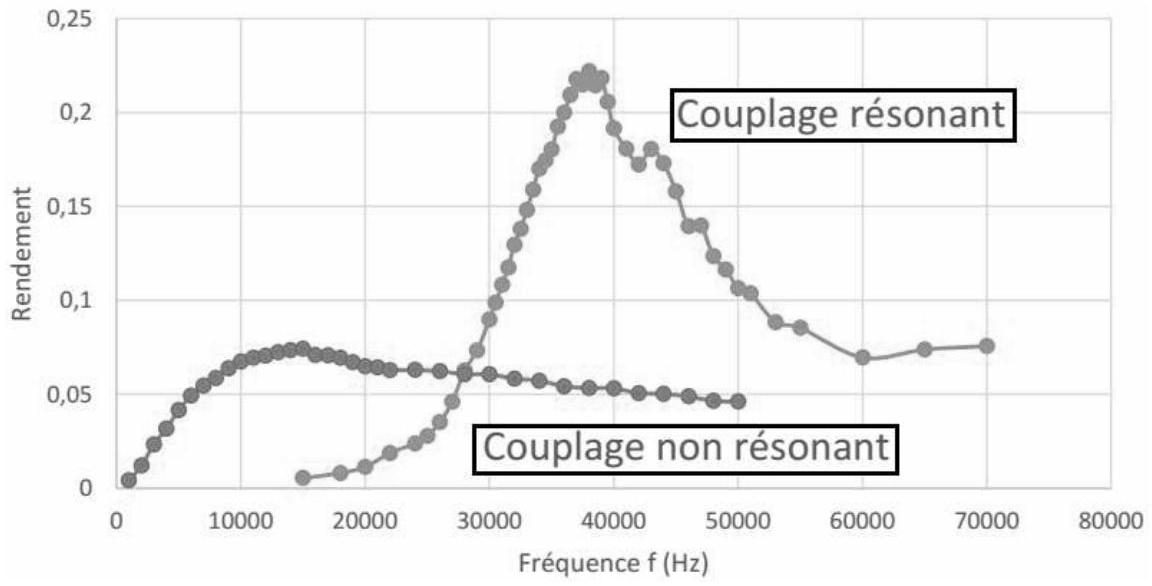 0,25
0,2
0,15
0,1
0,05
0
Rendement
Couplage résonant
Couplage non résonant
0 10000 20000 30000 40000 50000 60000 70000 80000
Fréquence f (Hz)